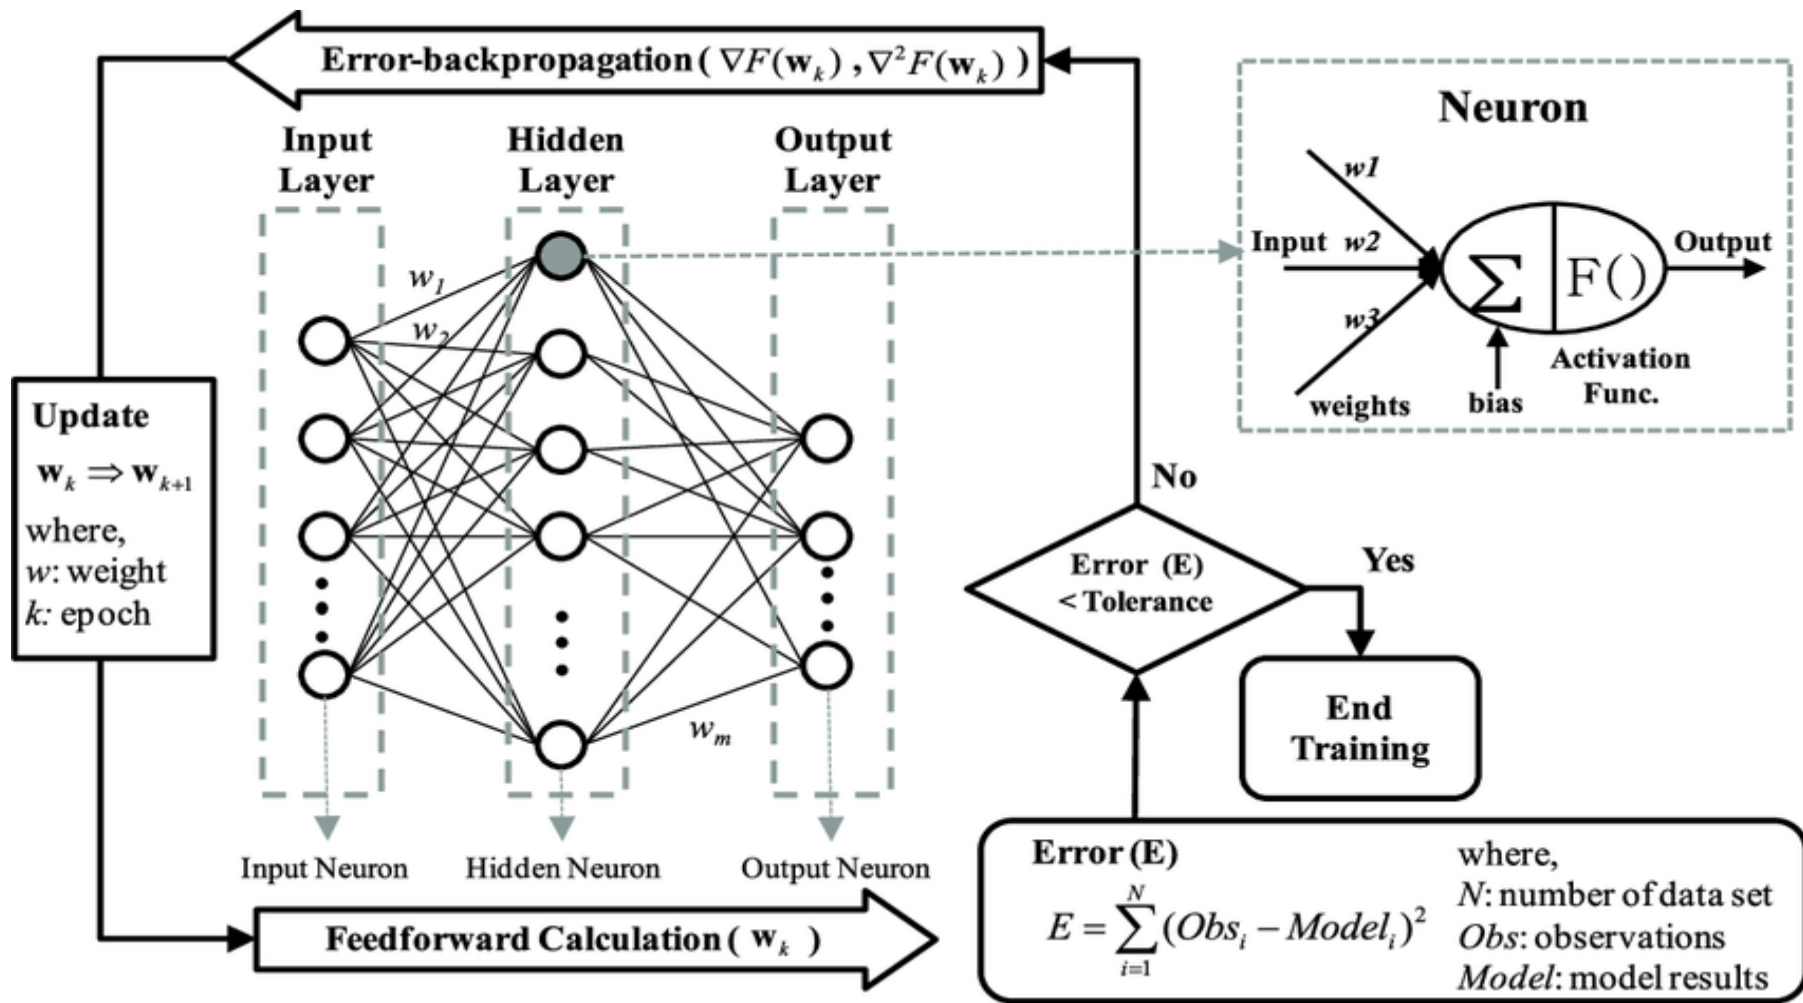 Error-backpropagation ( ∇F(w_k) , ∇²F(w_k) )
Input
Layer
Hidden
Layer
Output
Layer
w_1
w_2
w_m
Input Neuron
Hidden Neuron
Output Neuron
Update
w_k ⇒ w_{k+1}
where,
w: weight
k: epoch
Feedforward Calculation ( w_k )
Neuron
w1
Input w2
w3
weights
bias
Σ
F()
Activation
Func.
Output
No
Error (E)
< Tolerance
Yes
End
Training
Error (E)
E = \sum_{i=1}^{N} (Obs_i − Model_i)²
where,
N: number of data set
Obs: observations
Model: model results